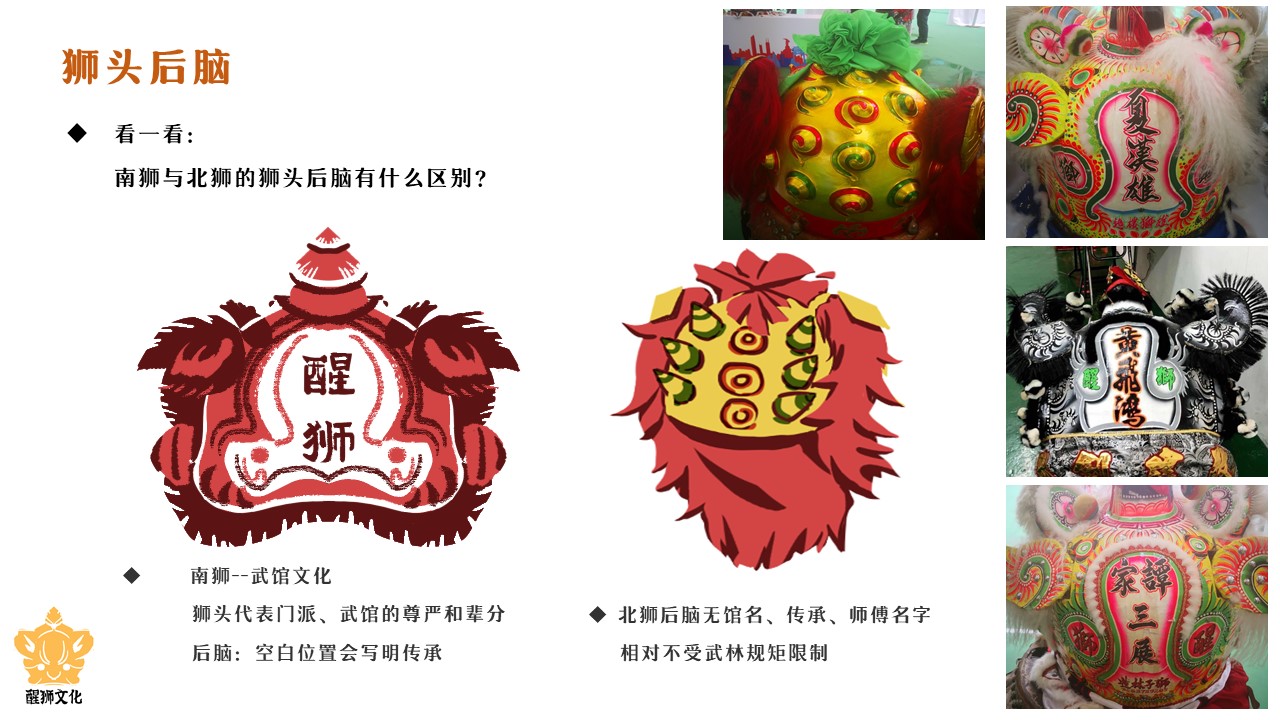 狮头后脑
◆ 看一看：
南狮与北狮的狮头后脑有什么区别？
醒
狮
◆ 南狮--武馆文化
狮头代表门派、武馆的尊严和辈分
后脑：空白位置会写明传承
◆ 北狮后脑无馆名、传承、师傅名字
相对不受武林规矩限制
醒狮文化
夏漢雄
黃飛鴻
醒 獅
譚家
三
展
獅 醒